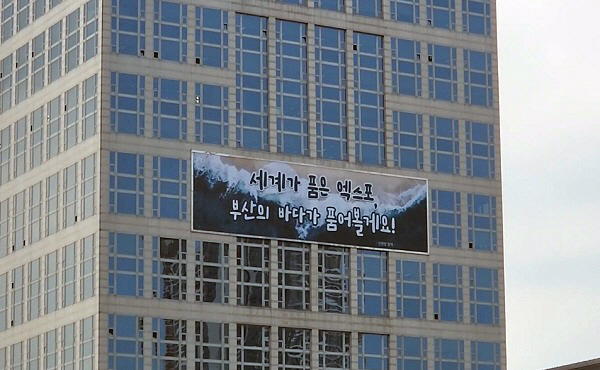 세계가 품은 엑스포,
부산의 바다가 품어볼게요!